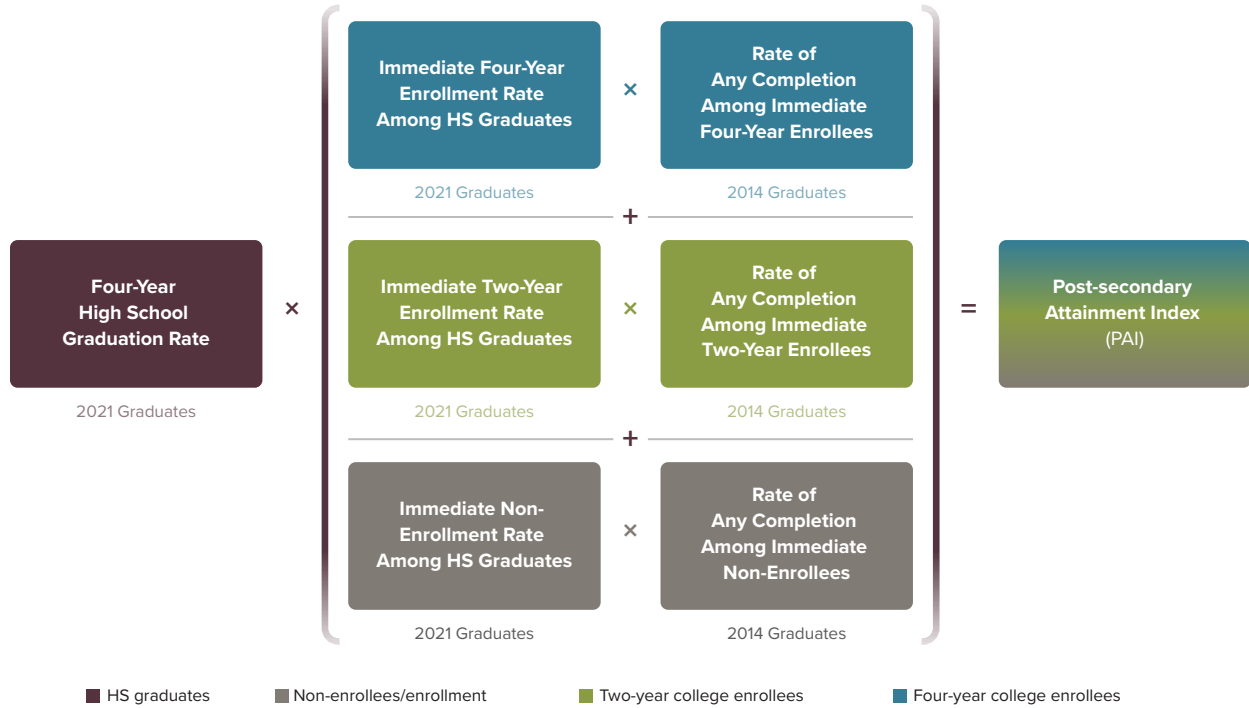 Immediate Four-Year
Enrollment Rate
Among HS Graduates
×
Rate of
Any Completion
Among Immediate
Four-Year Enrollees
2021 Graduates
2014 Graduates
+
Four-Year
High School
Graduation Rate
2021 Graduates
×
Immediate Two-Year
Enrollment Rate
Among HS Graduates
×
Rate of
Any Completion
Among Immediate
Two-Year Enrollees
2021 Graduates
2014 Graduates
=
Post-secondary
Attainment Index
(PAI)
+
Immediate Non-
Enrollment Rate
Among HS Graduates
×
Rate of
Any Completion
Among Immediate
Non-Enrollees
2021 Graduates
2014 Graduates
HS graduates
Non-enrollees/enrollment
Two-year college enrollees
Four-year college enrollees